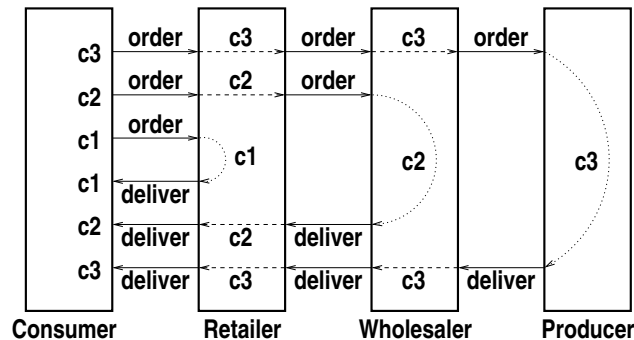 order c3 order c3 order
c3
order c2 order
c2
order
c1
c1 c2 c3
c1
deliver
c2
deliver c2 deliver
c3
deliver c3 deliver c3 deliver
Consumer Retailer Wholesaler Producer